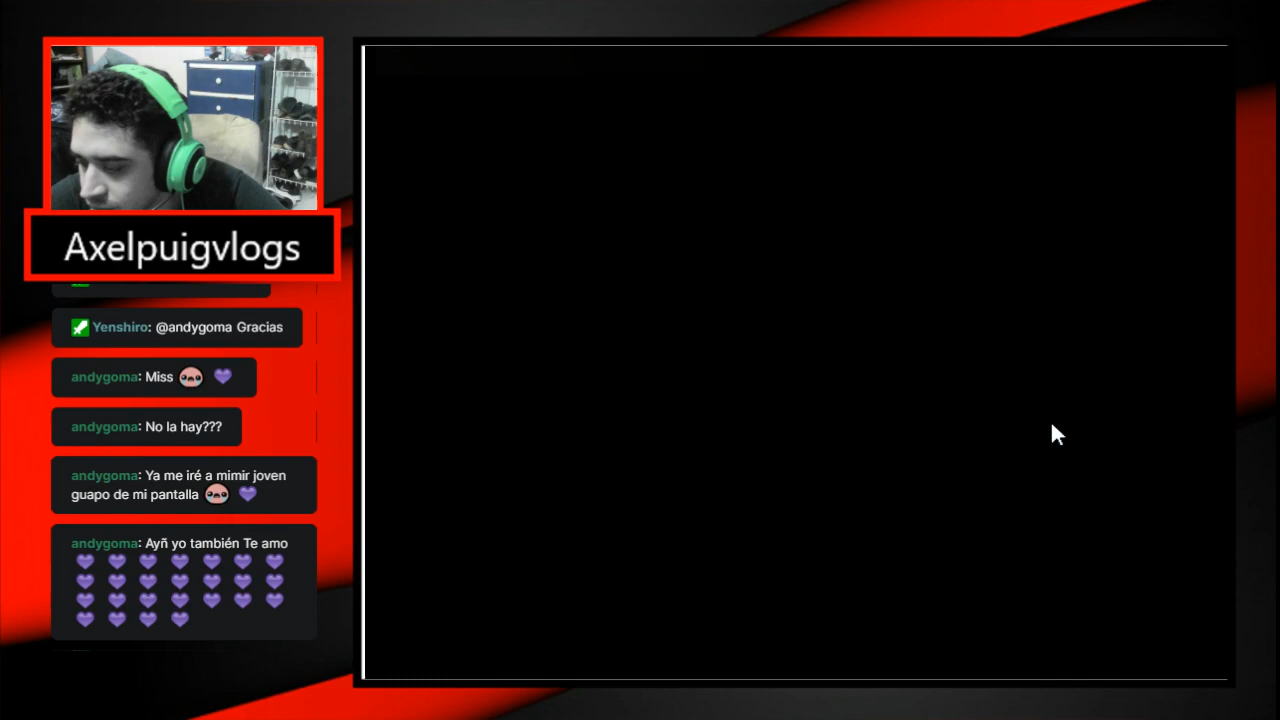 Axelpuigvlogs
Yenshiro: @andygoma Gracias
andygoma: Miss
andygoma: No la hay???
andygoma: Ya me iré a mimir joven
guapo de mi pantalla
andygoma: Ayñ yo también Te amo